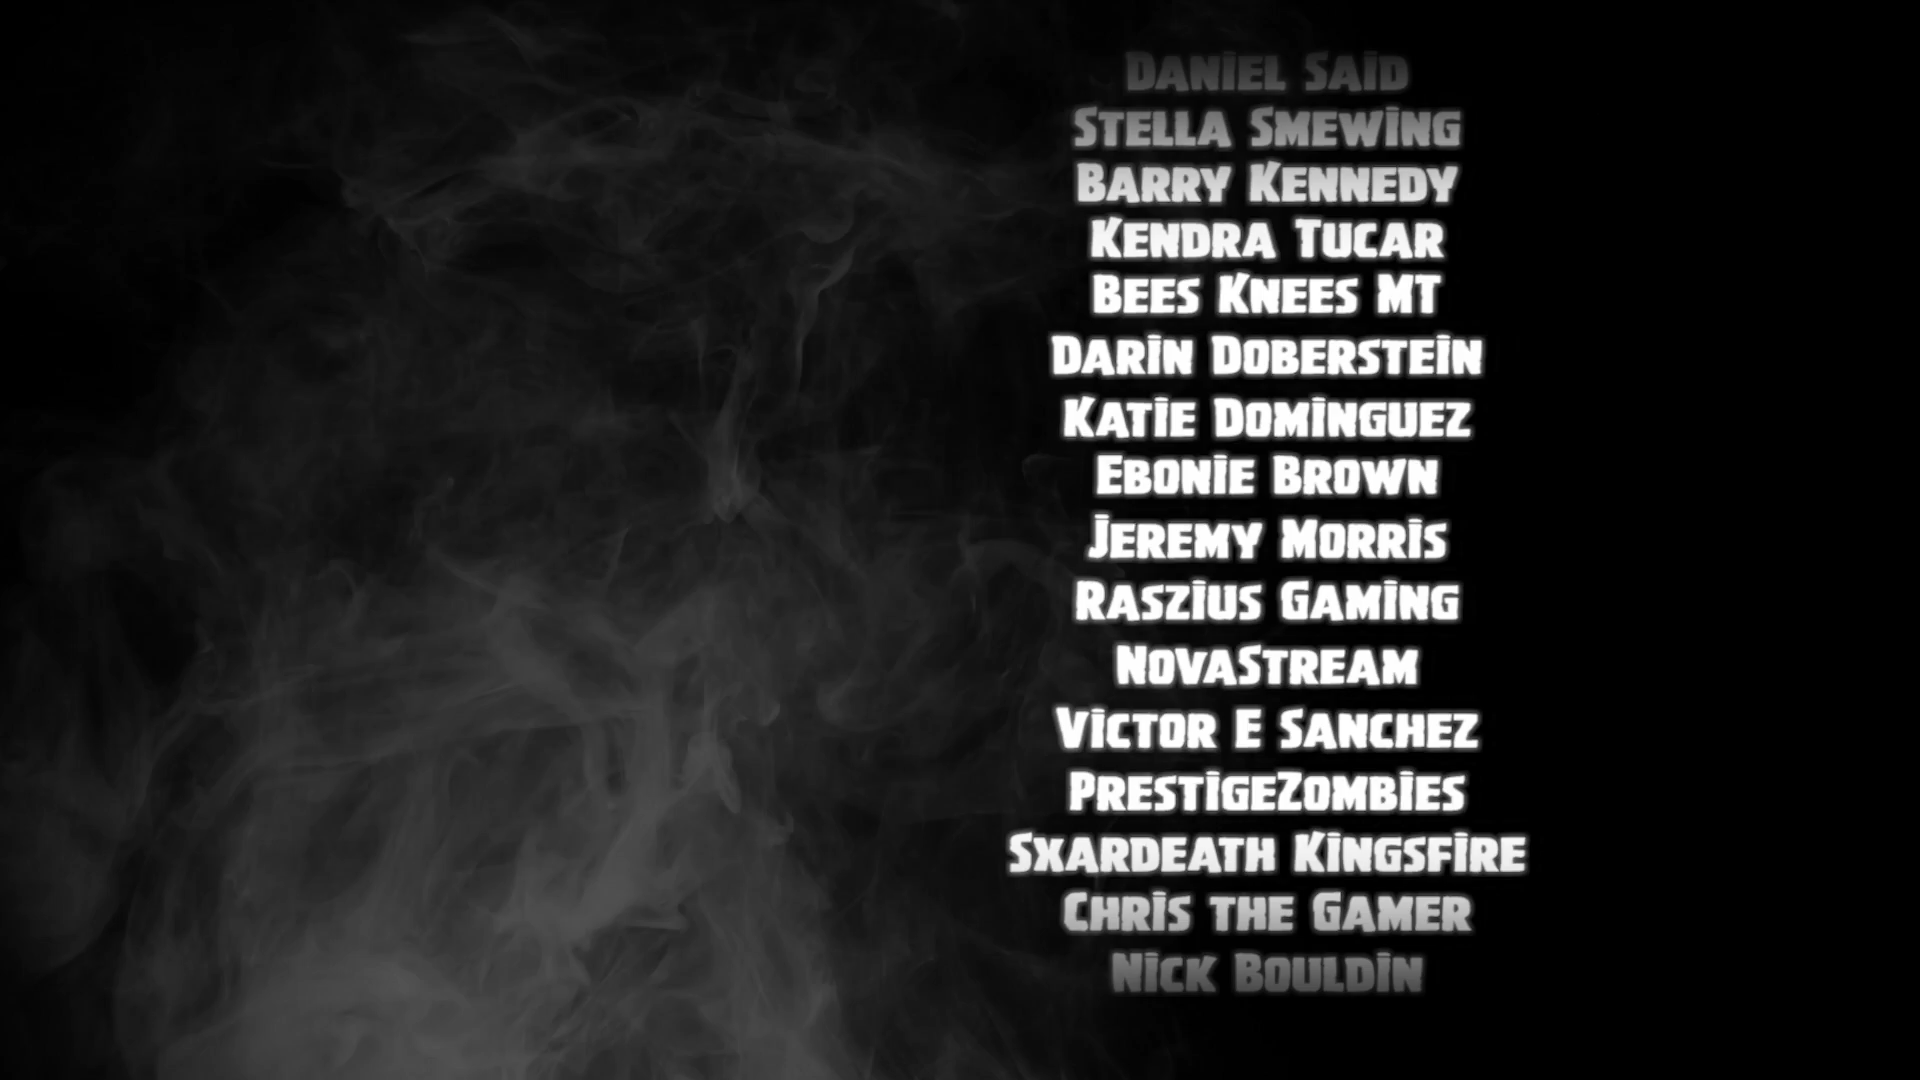 Daniel Said
Stella Smewing
Barry Kennedy
Kendra Tucar
Bees Knees MT
Darin Doberstein
Katie Dominguez
Ebonie Brown
Jeremy Morris
Raszius Gaming
NovaStream
Victor E Sanchez
PrestigeZombies
Sxardeath Kingsfire
Chris the Gamer
Nick Bouldin